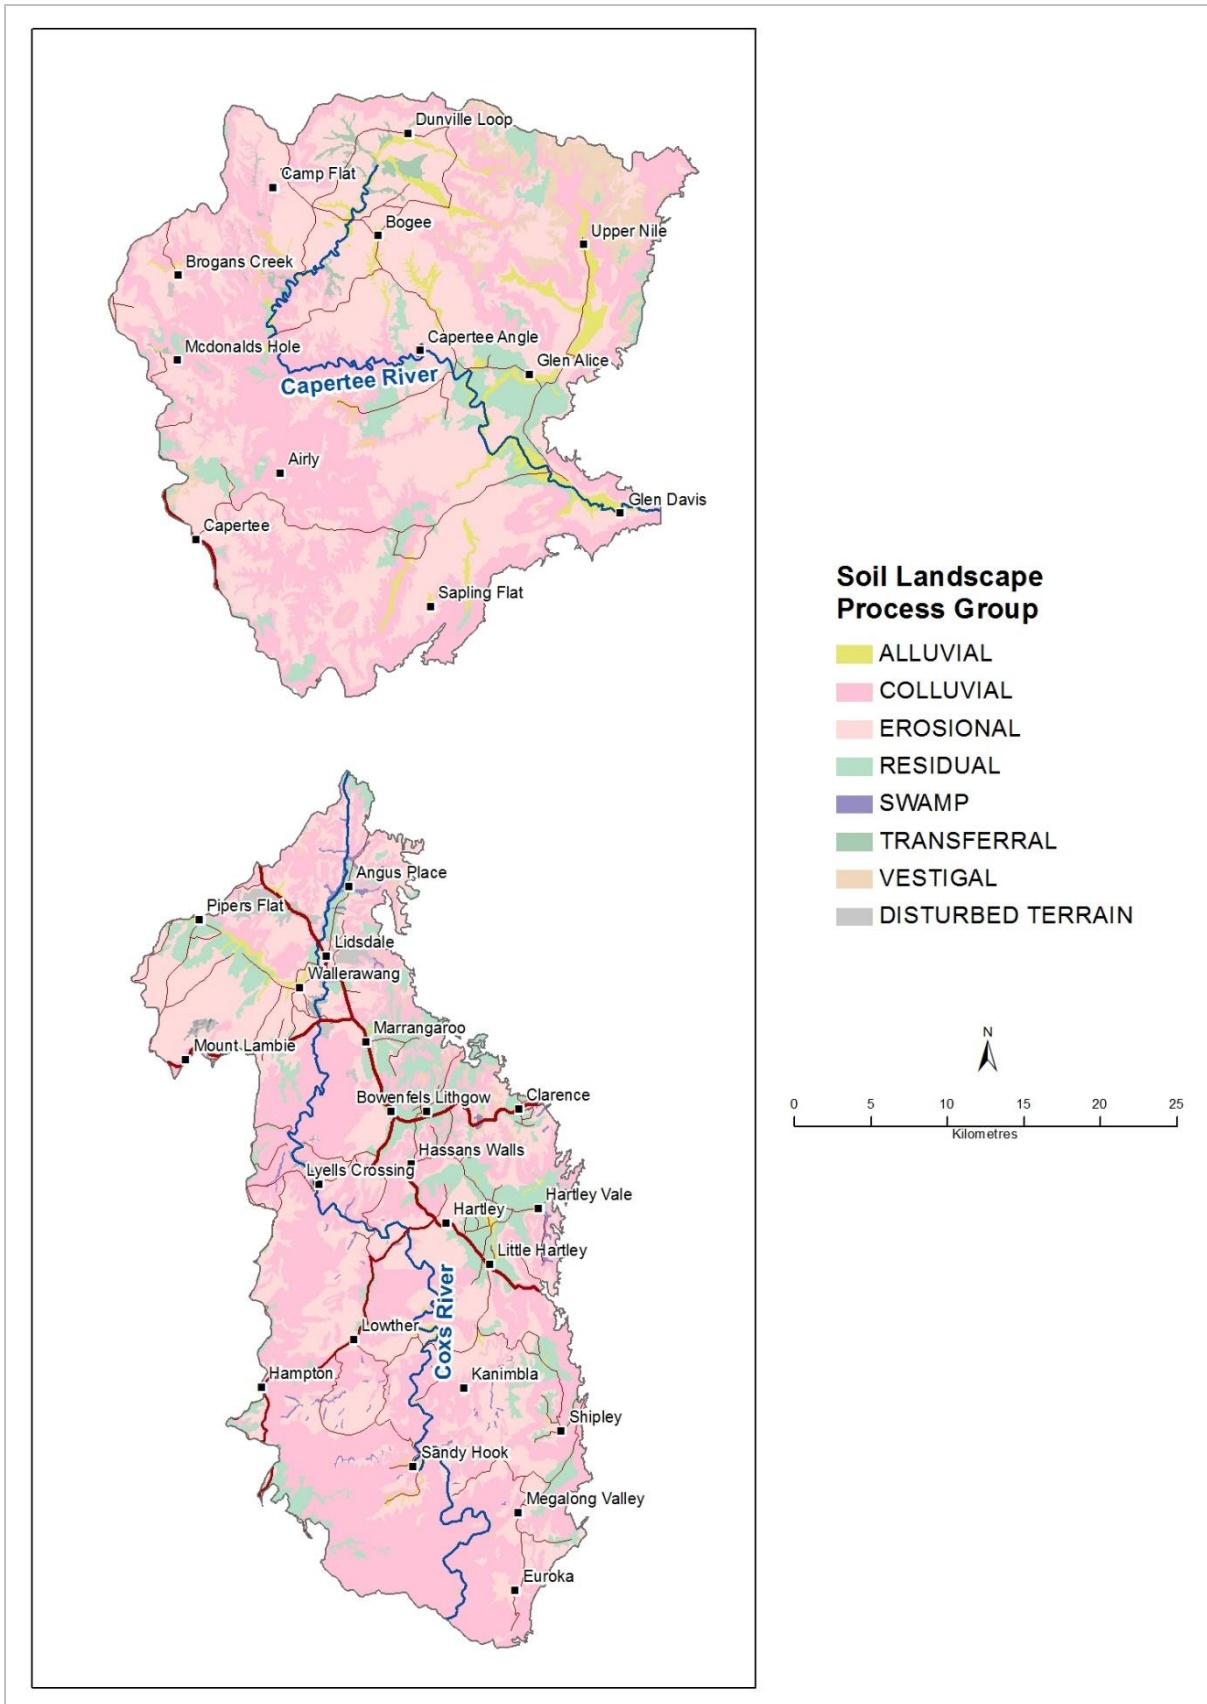 Dunville Loop
Camp Flat
Bogee
Upper Nile
Brogans Creek
Capertee Angle
Mcdonalds Hole
Glen Alice
Capertee River
Airly
Glen Davis
Capertee
Sapling Flat
Soil Landscape
Process Group
ALLUVIAL
COLLUVIAL
EROSIONAL
RESIDUAL
SWAMP
TRANSFERRAL
VESTIGAL
DISTURBED TERRAIN
Angus Place
Pipers Flat
Lidsdale
Wallerawang
Marrangaroo
Mount Lambie
Bowenfels Lithgow
Clarence
Hassans Walls
Lyells Crossing
Hartley Vale
Hartley
Little Hartley
Coxs River
Lowther
Hampton
Kanimbla
Shipley
Sandy Hook
Megalong Valley
Euroka
N
0 5 10 15 20 25
Kilometres